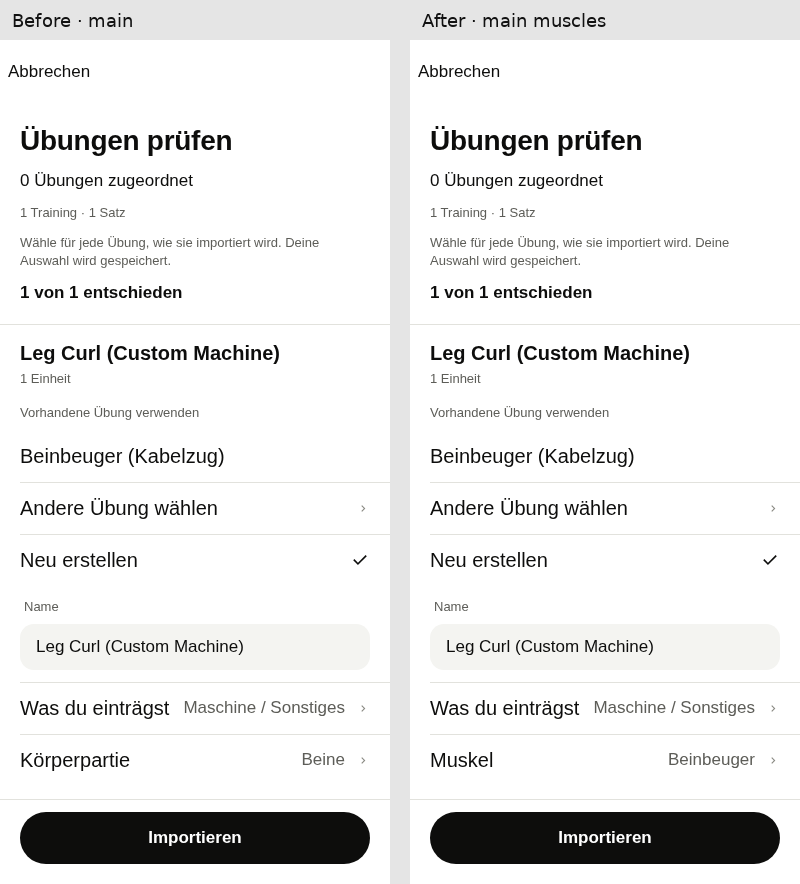 Before · main
Abbrechen
Übungen prüfen
0 Übungen zugeordnet
1 Training · 1 Satz
Wähle für jede Übung, wie sie importiert wird. Deine
Auswahl wird gespeichert.
1 von 1 entschieden
Leg Curl (Custom Machine)
1 Einheit
Vorhandene Übung verwenden
Beinbeuger (Kabelzug)
Andere Übung wählen
Neu erstellen
Name
Leg Curl (Custom Machine)
Was du einträgst Maschine / Sonstiges
Körperpartie Beine
Importieren
After · main muscles
Abbrechen
Übungen prüfen
0 Übungen zugeordnet
1 Training · 1 Satz
Wähle für jede Übung, wie sie importiert wird. Deine
Auswahl wird gespeichert.
1 von 1 entschieden
Leg Curl (Custom Machine)
1 Einheit
Vorhandene Übung verwenden
Beinbeuger (Kabelzug)
Andere Übung wählen
Neu erstellen
Name
Leg Curl (Custom Machine)
Was du einträgst Maschine / Sonstiges
Muskel Beinbeuger
Importieren